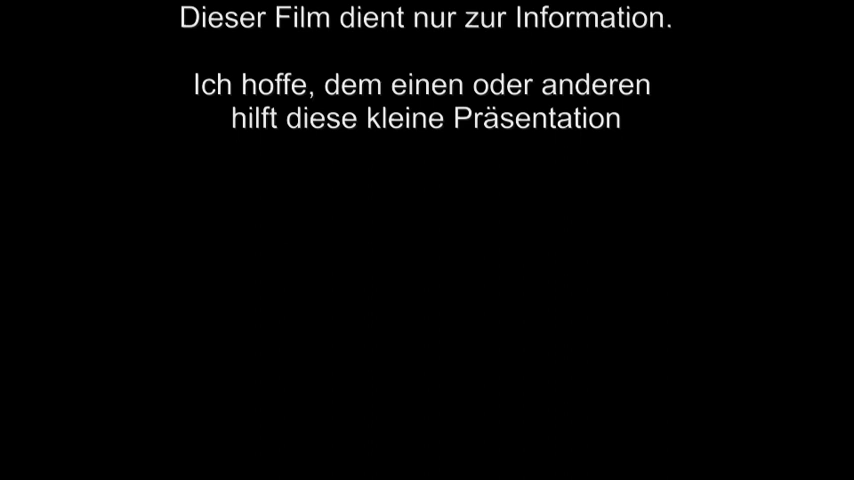 Dieser Film dient nur zur Information.
Ich hoffe, dem einen oder anderen
hilft diese kleine Präsentation